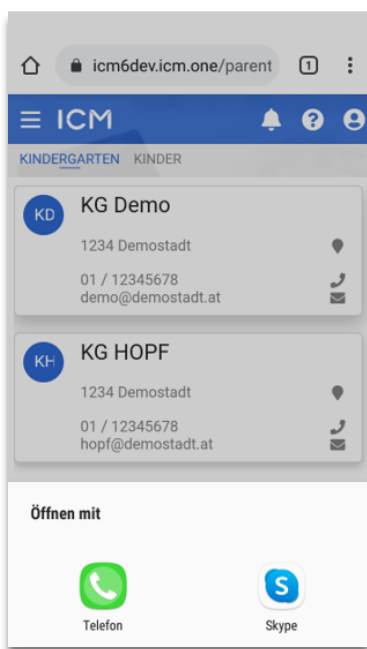 icm6dev.icm.one/parent 1
ICM
KINDERGARTEN KINDER
KD
KG Demo
1234 Demostadt
01 / 12345678
demo@demostadt.at
KH
KG HOPF
1234 Demostadt
01 / 12345678
hopf@demostadt.at
Öffnen mit
Telefon Skype